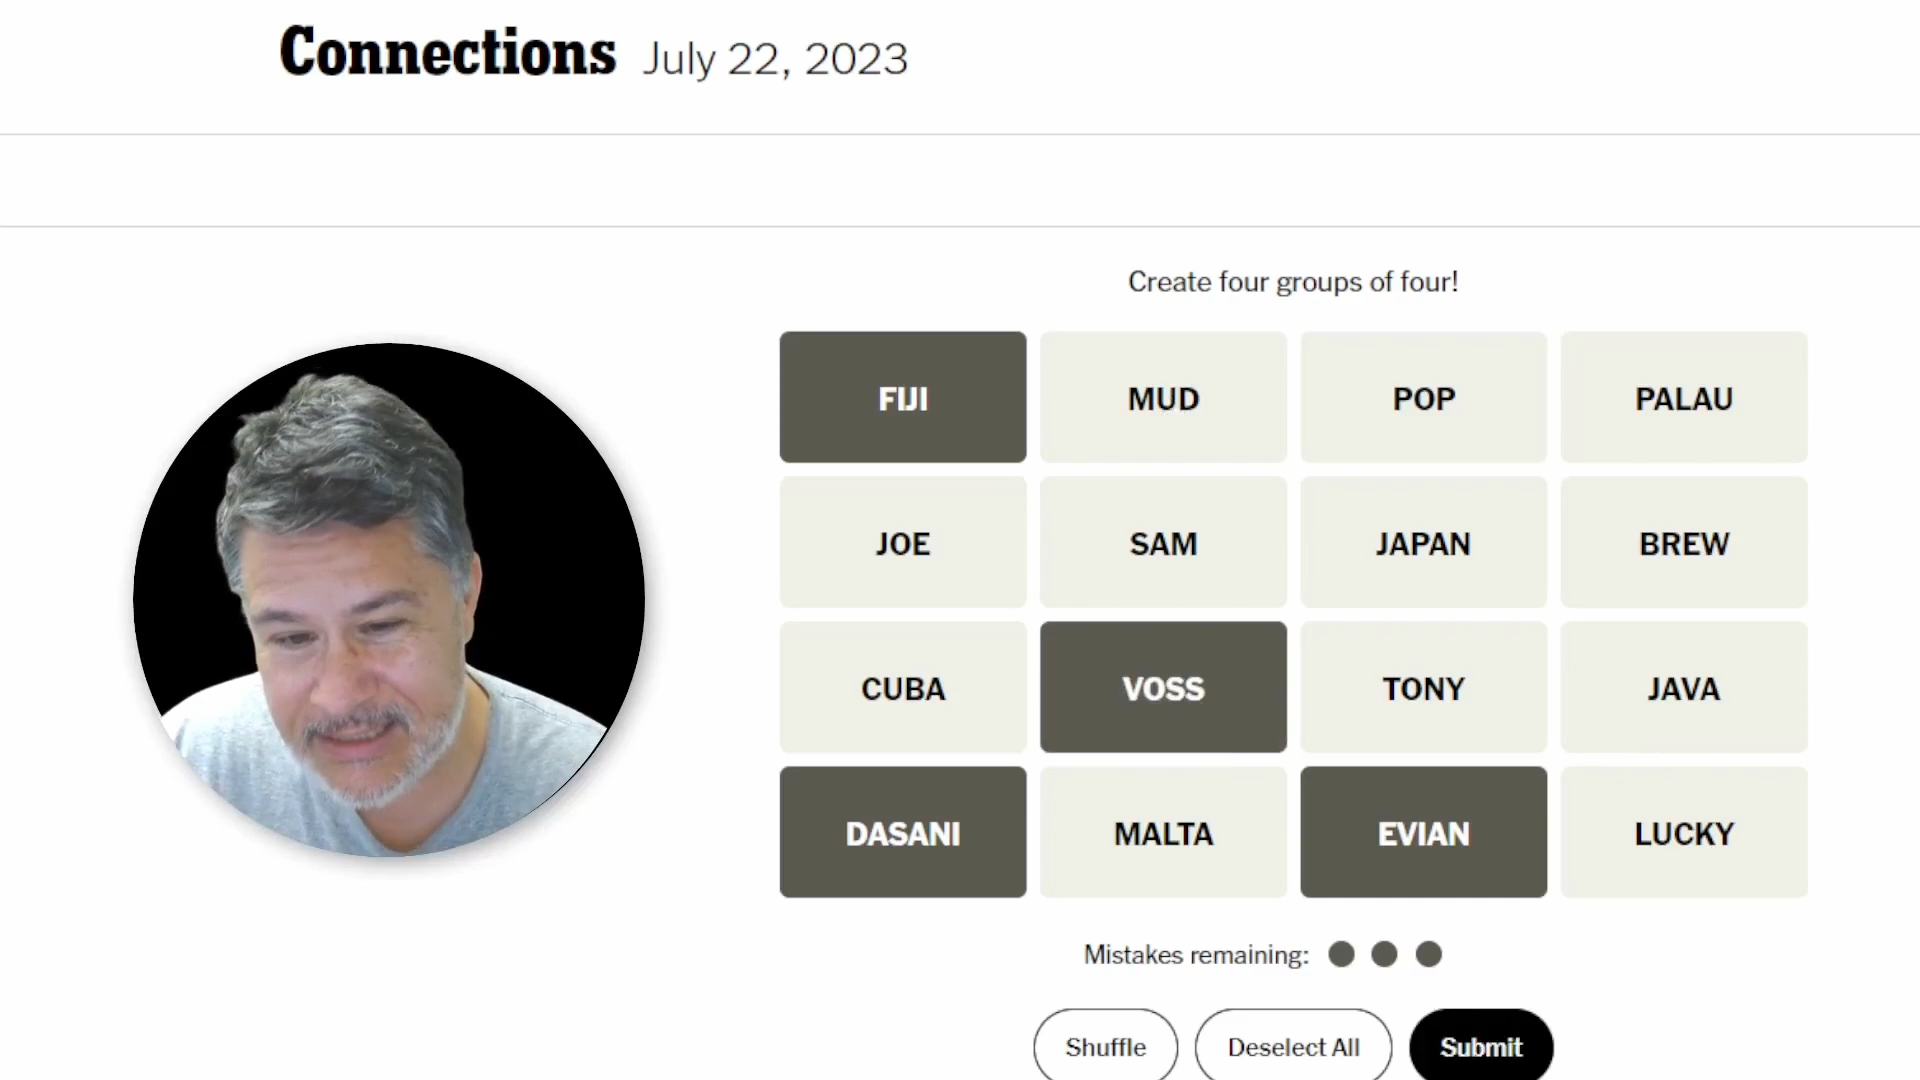 Connections July 22, 2023
Create four groups of four!
FIJI MUD POP PALAU
JOE SAM JAPAN BREW
CUBA VOSS TONY JAVA
DASANI MALTA EVIAN LUCKY
Mistakes remaining:
Shuffle Deselect All Submit